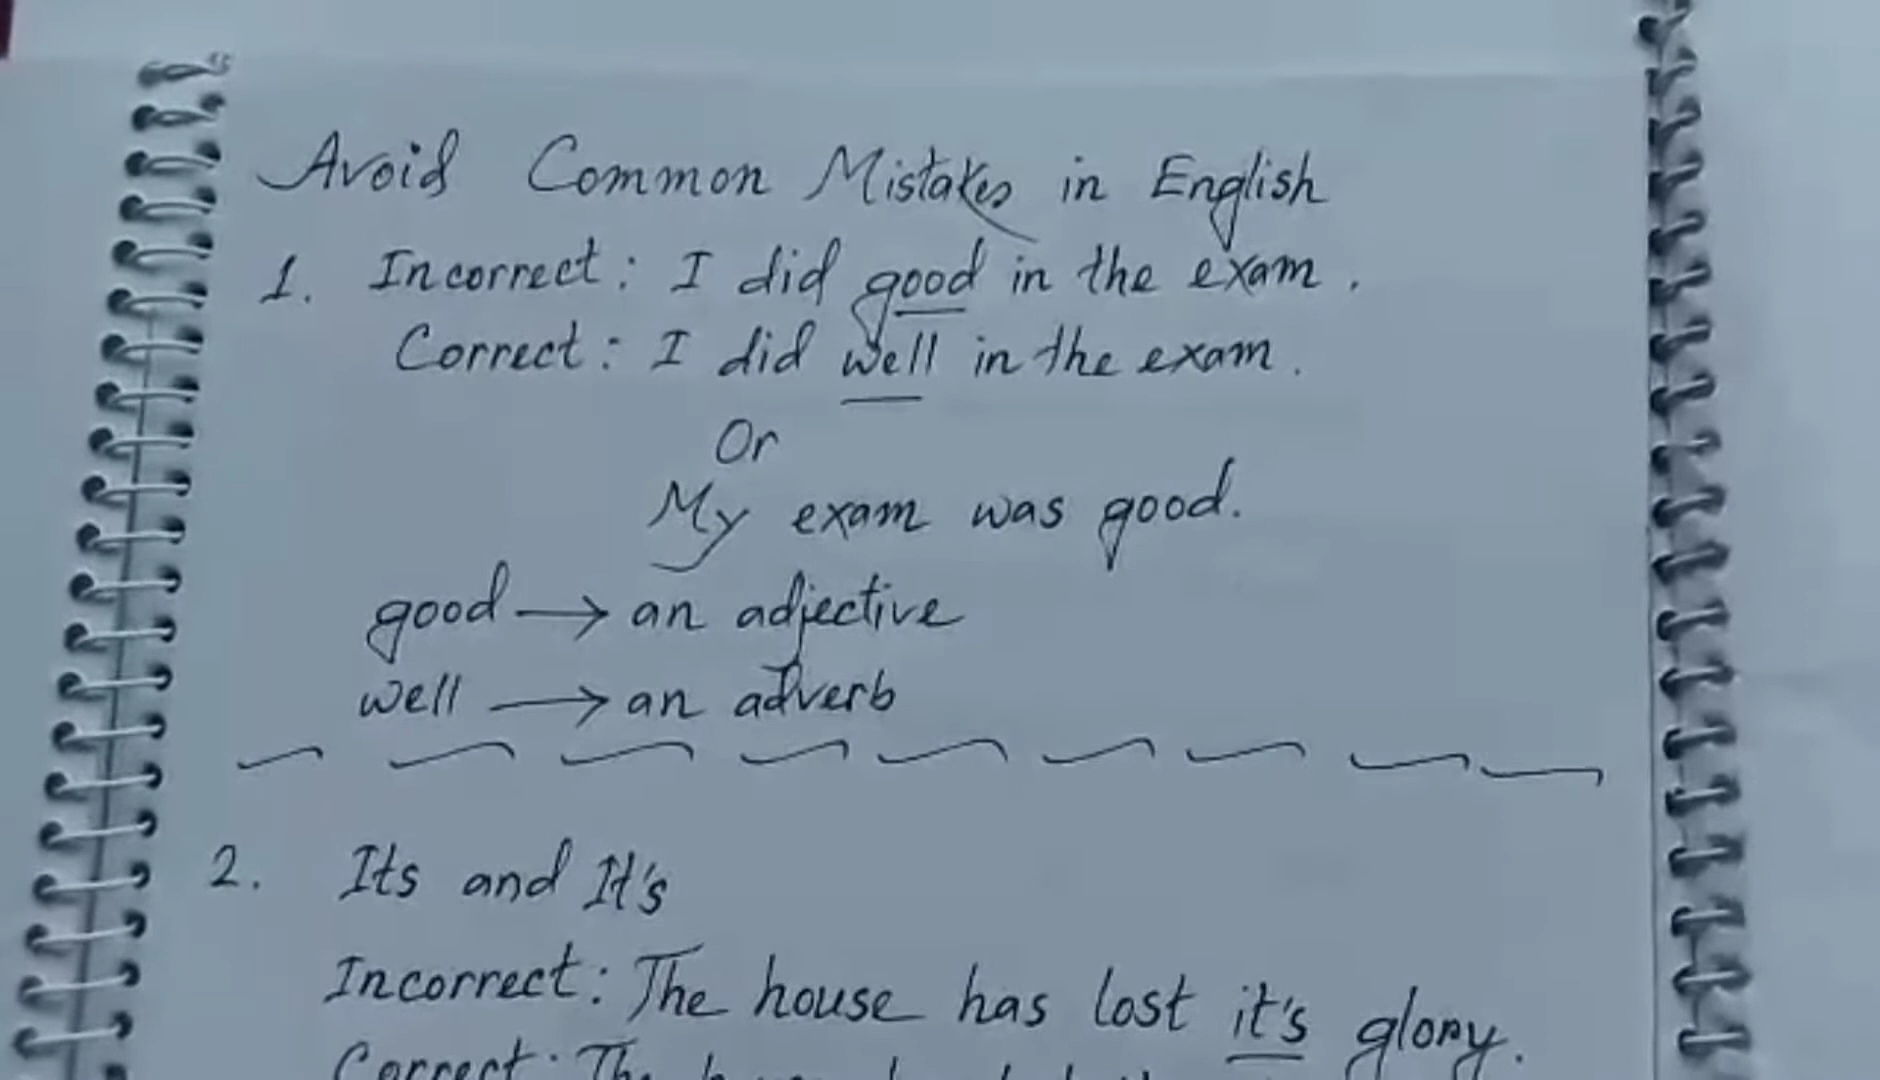 Avoid Common Mistakes in English
1. Incorrect: I did good in the exam.
Correct: I did well in the exam.
Or
My exam was good.
good → an adjective
well → an adverb
2. Its and It's
Incorrect: The house has lost it's glory.
Correct: The